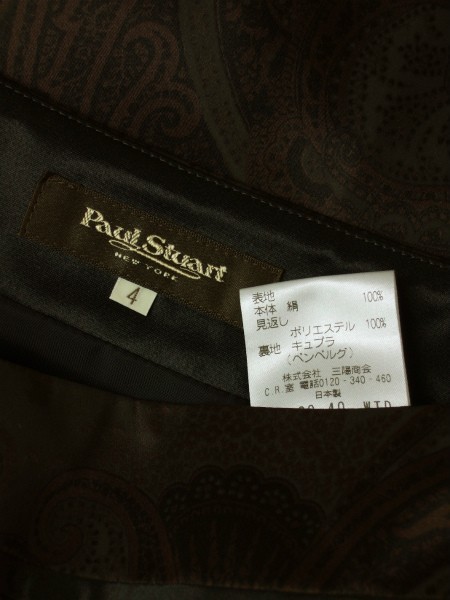 Paul Stuart
NEW YORK
4
表地
本体 絹 100%
見返し
ポリエステル 100%
裏地 キュプラ
(ベンベルグ)
株式会社 三陽商会
C.R.室 電話0120-340-460
日本製